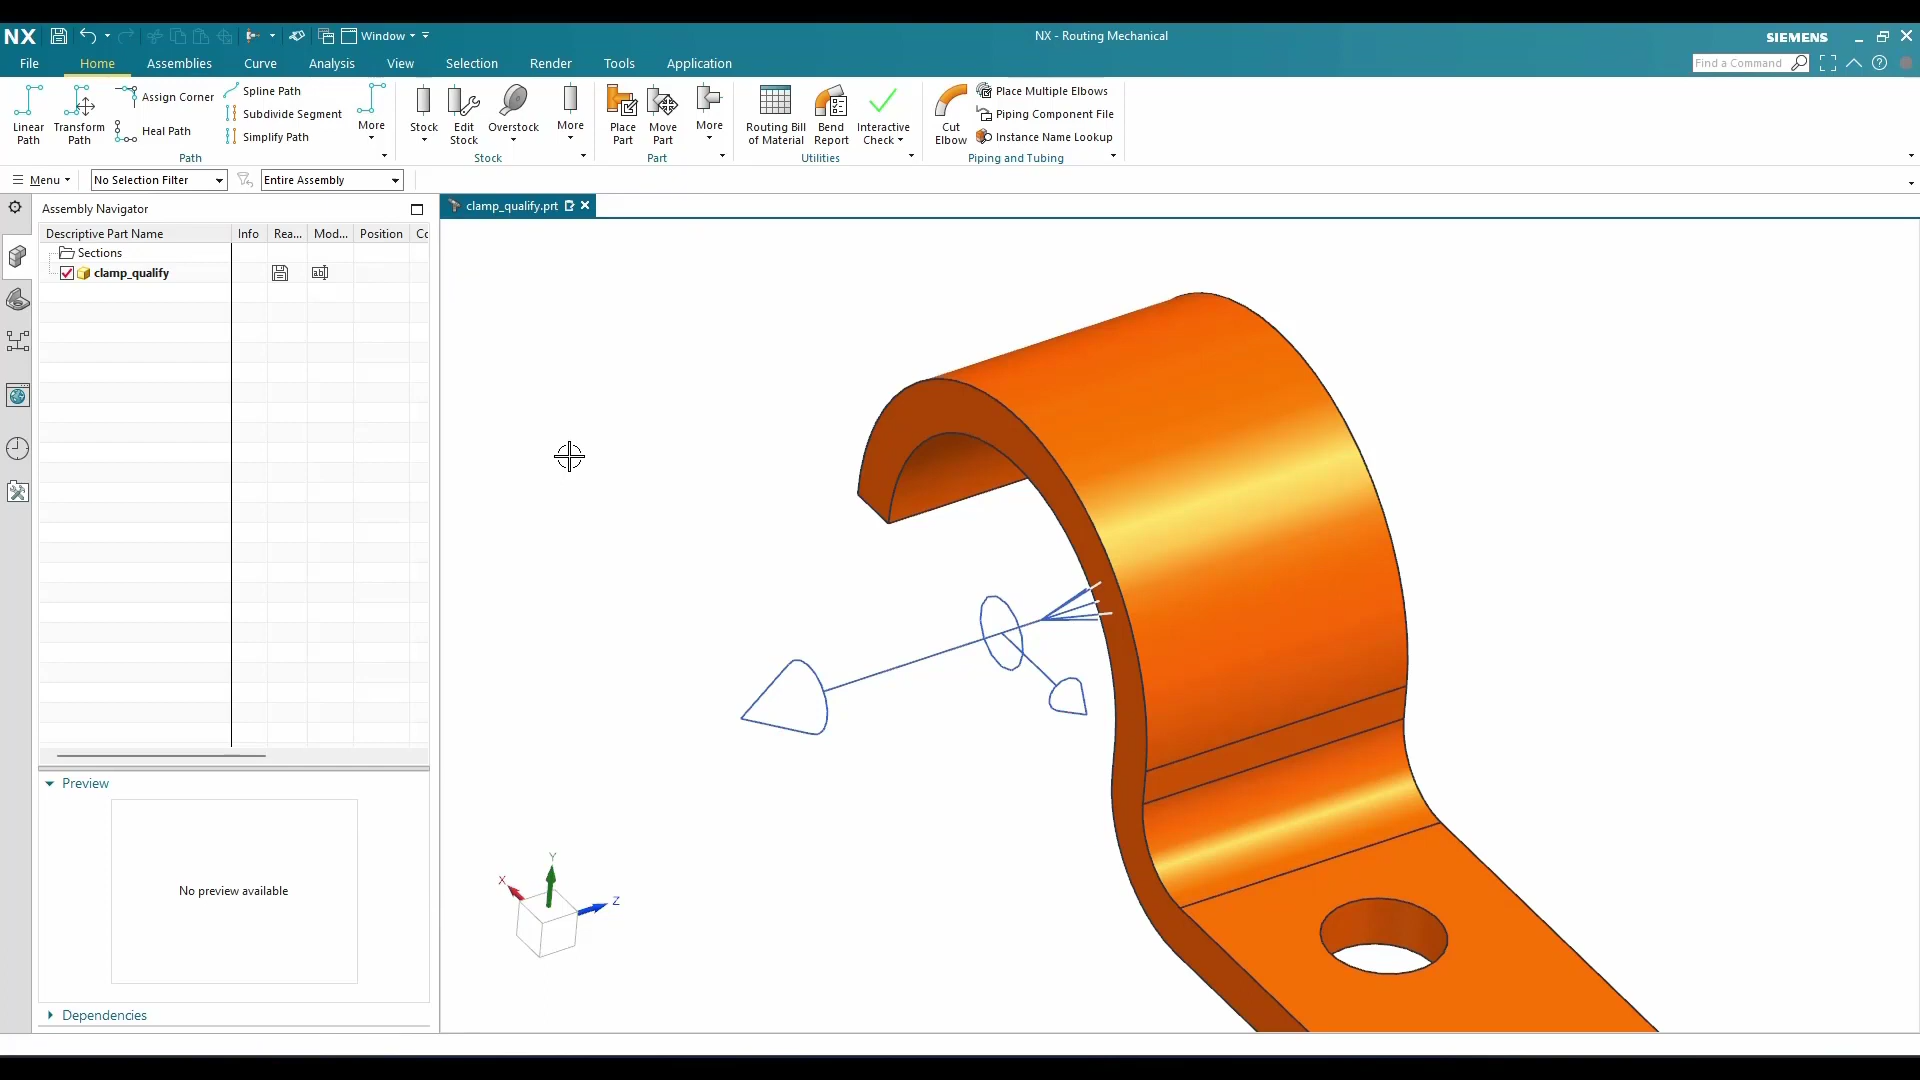 NX Window NX - Routing Mechanical SIEMENS
File Home Assemblies Curve Analysis View Selection Render Tools Application Find a Command
Linear Path
Transform Path
Assign Corner
Heal Path
Spline Path
Subdivide Segment
Simplify Path
More
Path
Stock
Edit Stock
Overstock
More
Stock
Place Part
Move Part
More
Part
Routing Bill of Material
Bend Report
Interactive Check
Utilities
Cut Elbow
Place Multiple Elbows
Piping Component File
Instance Name Lookup
Piping and Tubing
Menu No Selection Filter Entire Assembly
Assembly Navigator
clamp_qualify.prt
Descriptive Part Name Info Rea... Mod... Position Cc
Sections
clamp_qualify
Preview
No preview available
Dependencies
Y
X
Z